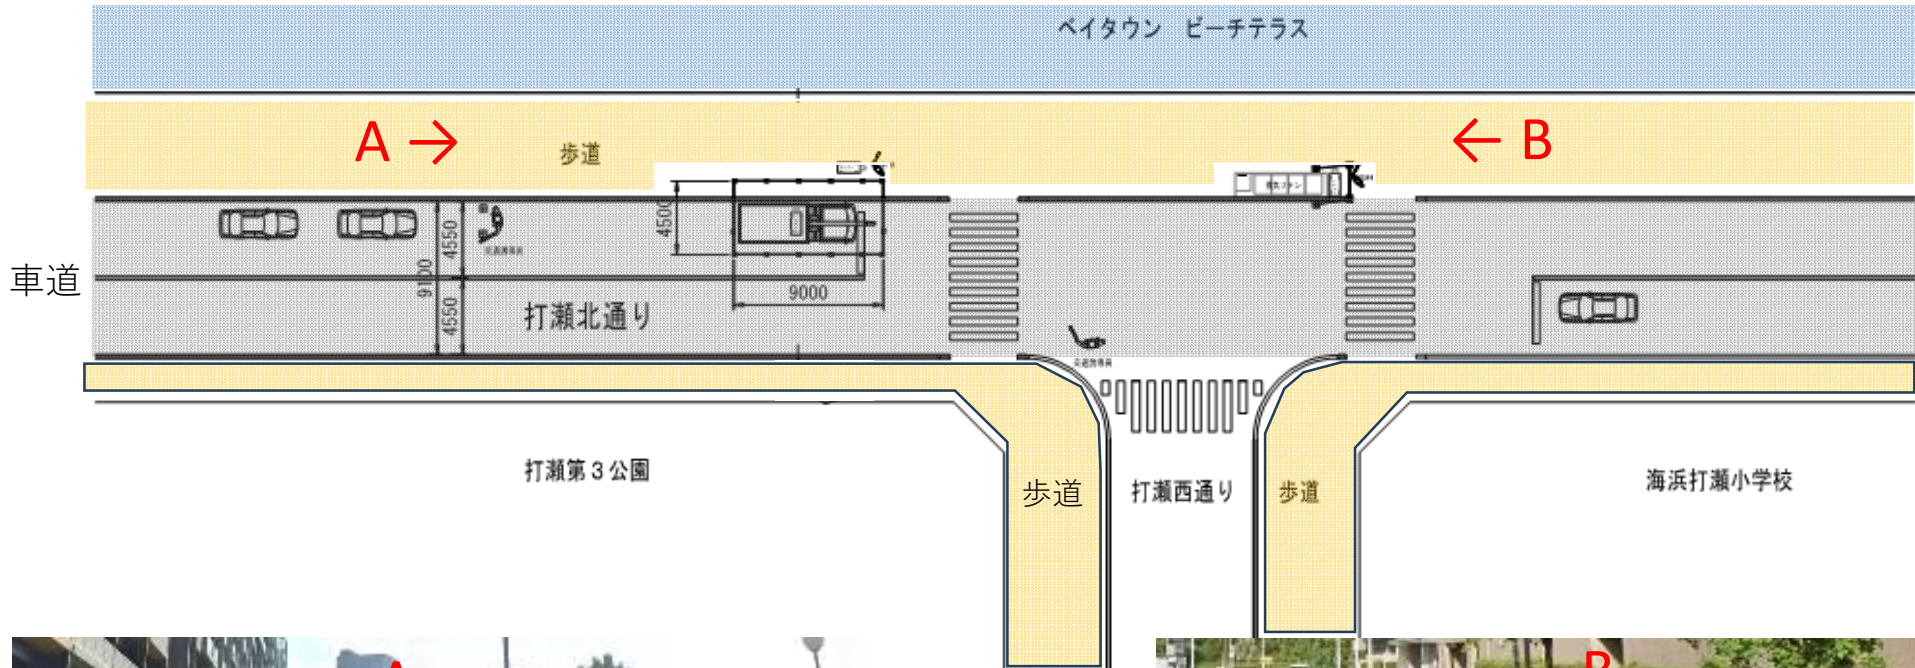 ベイタウン ビーチテラス
A → ← B
歩道
4500
4550
9100
4550
9000
車道
打瀬北通り
打瀬第3公園
歩道
打瀬西通り
歩道
海浜打瀬小学校
A
B